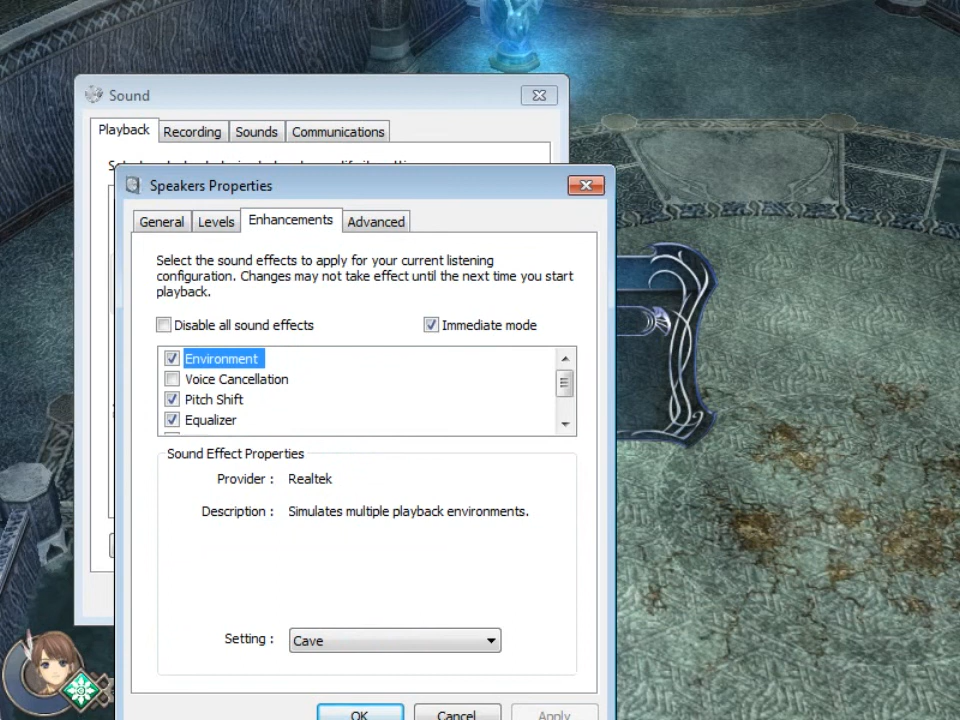 Sound
Playback Recording Sounds Communications
Speakers Properties
General Levels Enhancements Advanced
Select the sound effects to apply for your current listening
configuration. Changes may not take effect until the next time you start
playback.
Disable all sound effects Immediate mode
Environment
Voice Cancellation
Pitch Shift
Equalizer
Sound Effect Properties
Provider : Realtek
Description : Simulates multiple playback environments.
Setting : Cave
OK Cancel Apply